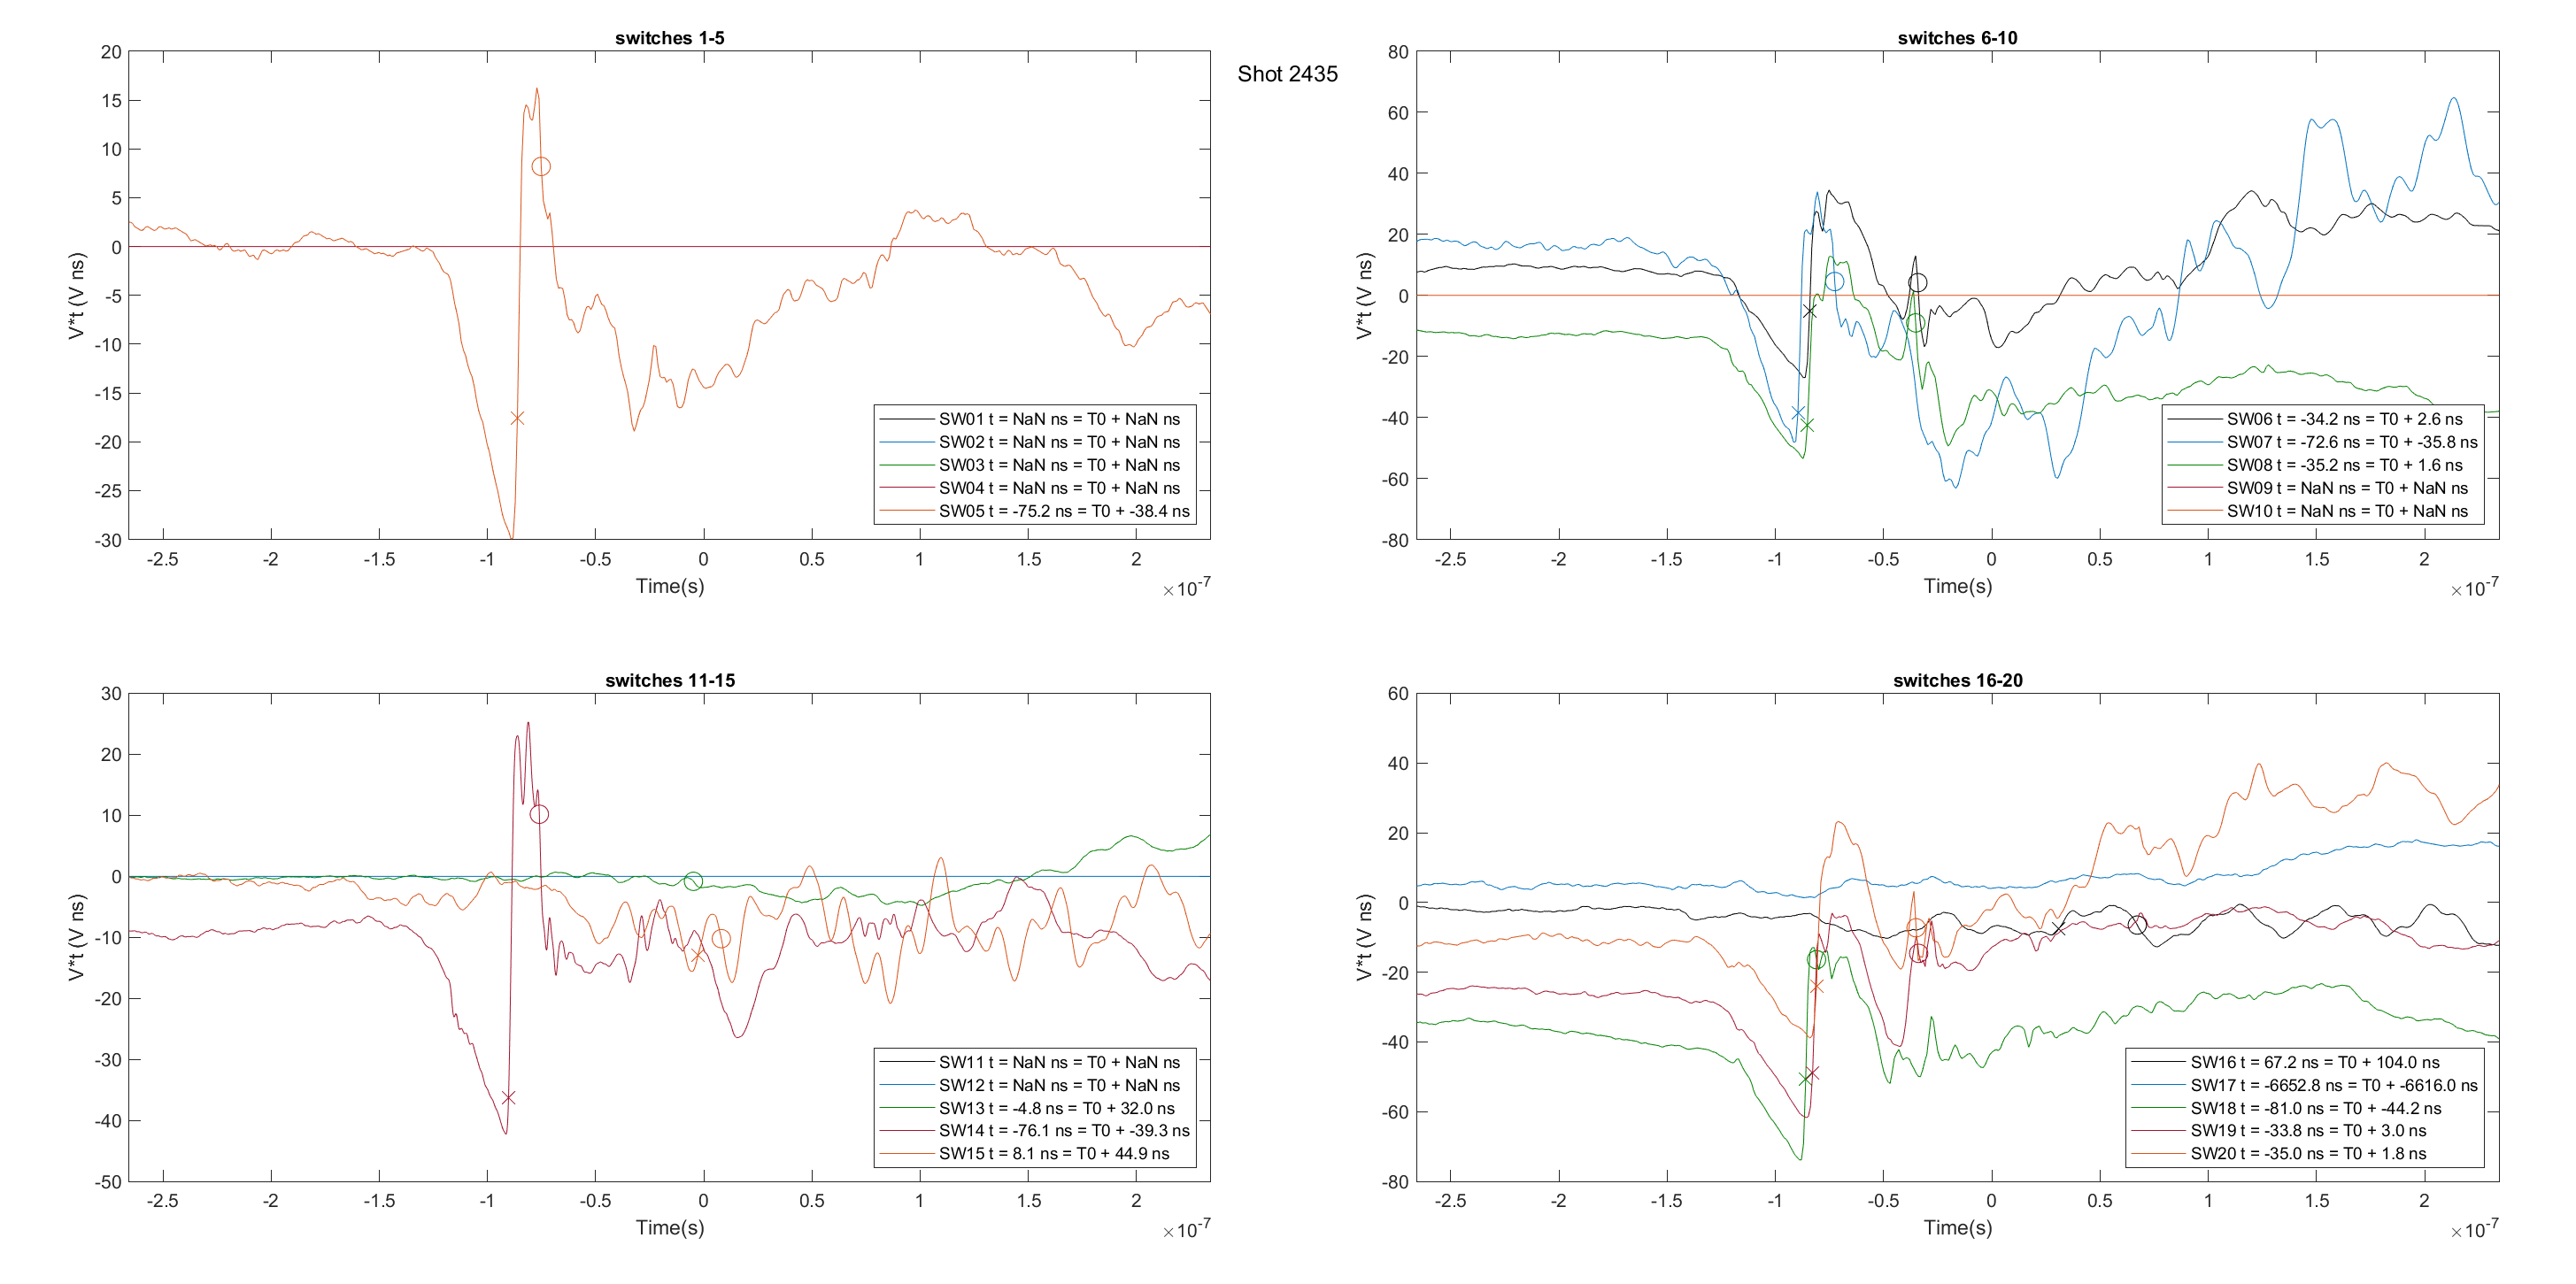 Shot 2435
switches 1-5
20
15
10
5
0
-5
-10
-15
-20
-25
-30
V*t (V ns)
-2.5 -2 -1.5 -1 -0.5 0 0.5 1 1.5 2
Time(s)
×10-7
SW01 t = NaN ns = T0 + NaN ns
SW02 t = NaN ns = T0 + NaN ns
SW03 t = NaN ns = T0 + NaN ns
SW04 t = NaN ns = T0 + NaN ns
SW05 t = -75.2 ns = T0 + -38.4 ns
switches 6-10
80
60
40
20
0
-20
-40
-60
-80
V*t (V ns)
-2.5 -2 -1.5 -1 -0.5 0 0.5 1 1.5 2
Time(s)
×10-7
SW06 t = -34.2 ns = T0 + 2.6 ns
SW07 t = -72.6 ns = T0 + -35.8 ns
SW08 t = -35.2 ns = T0 + 1.6 ns
SW09 t = NaN ns = T0 + NaN ns
SW10 t = NaN ns = T0 + NaN ns
switches 11-15
30
20
10
0
-10
-20
-30
-40
-50
V*t (V ns)
-2.5 -2 -1.5 -1 -0.5 0 0.5 1 1.5 2
Time(s)
×10-7
SW11 t = NaN ns = T0 + NaN ns
SW12 t = NaN ns = T0 + NaN ns
SW13 t = -4.8 ns = T0 + 32.0 ns
SW14 t = -76.1 ns = T0 + -39.3 ns
SW15 t = 8.1 ns = T0 + 44.9 ns
switches 16-20
60
40
20
0
-20
-40
-60
-80
V*t (V ns)
-2.5 -2 -1.5 -1 -0.5 0 0.5 1 1.5 2
Time(s)
×10-7
SW16 t = 67.2 ns = T0 + 104.0 ns
SW17 t = -6652.8 ns = T0 + -6616.0 ns
SW18 t = -81.0 ns = T0 + -44.2 ns
SW19 t = -33.8 ns = T0 + 3.0 ns
SW20 t = -35.0 ns = T0 + 1.8 ns